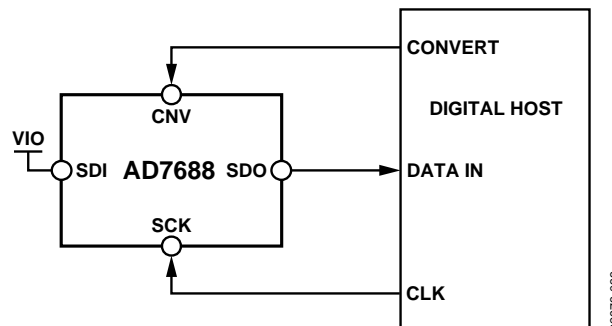 CONVERT
CNV
DIGITAL HOST
VIO
SDI
AD7688
SDO
DATA IN
SCK
CLK